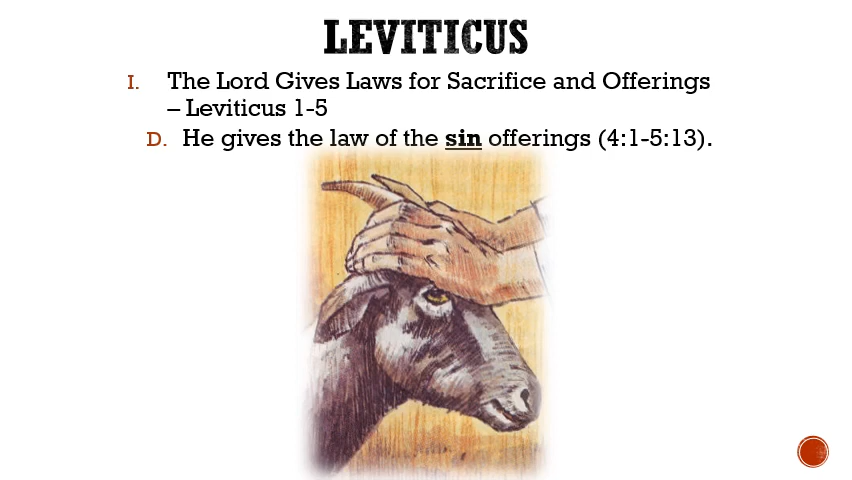 LEVITICUS
I. The Lord Gives Laws for Sacrifice and Offerings
– Leviticus 1-5
D. He gives the law of the sin offerings (4:1-5:13).